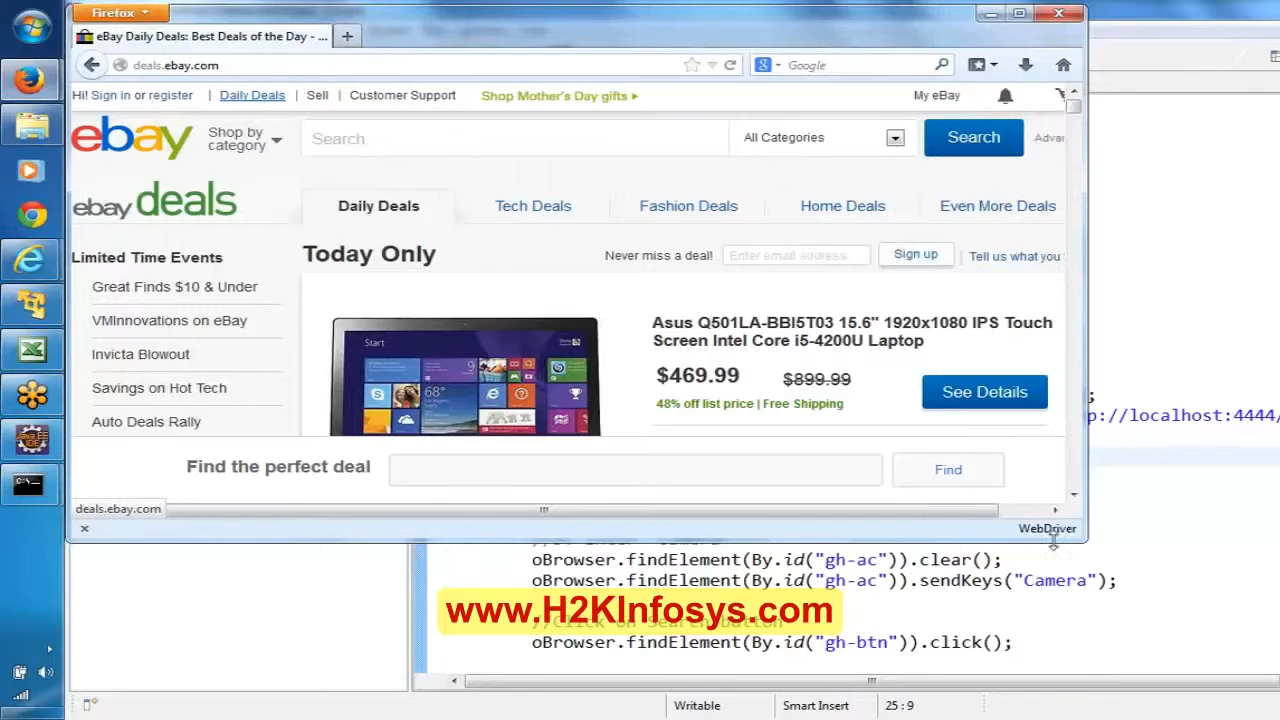 Firefox
eBay Daily Deals: Best Deals of the Day - ...
deals.ebay.com
Google
Hi! Sign in or register | Daily Deals | Sell | Customer Support Shop Mother's Day gifts My eBay
ebay Shop by category Search. All Categories Search Advan
ebay deals Daily Deals Tech Deals Fashion Deals Home Deals Even More Deals
Limited Time Events
Great Finds $10 & Under
VMInnovations on eBay
Invicta Blowout
Savings on Hot Tech
Auto Deals Rally
Today Only
Never miss a deal! Enter email address Sign up | Tell us what you
Start
68°
Asus Q501LA-BBI5T03 15.6" 1920x1080 IPS Touch
Screen Intel Core i5-4200U Laptop
$469.99 $899.99
48% off list price | Free Shipping
See Details
Find the perfect deal Find
deals.ebay.com
WebDriver
;
p://localhost:4444/
oBrowser.findElement(By.id("gh-ac")).clear();
oBrowser.findElement(By.id("gh-ac")).sendKeys("Camera");
www.H2KInfosys.com
//Click on Search Button
oBrowser.findElement(By.id("gh-btn")).click();
Writable Smart Insert 25 : 9